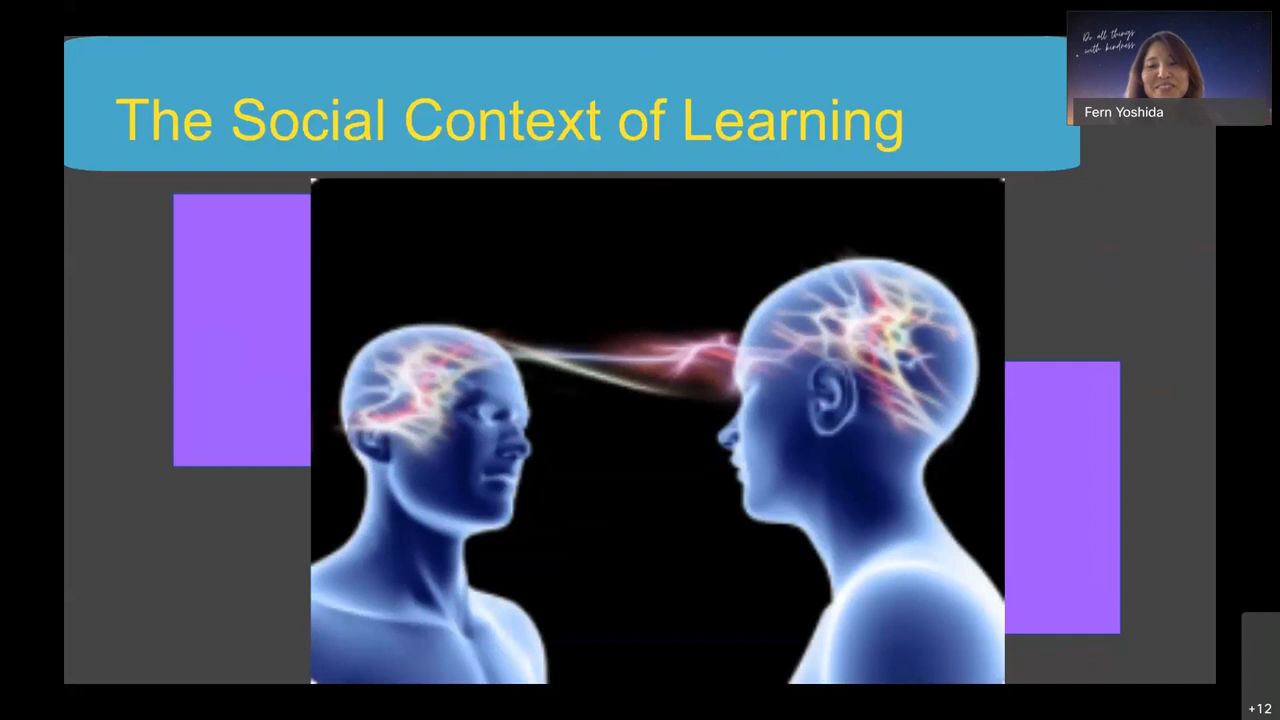 The Social Context of Learning
Do all things
with kindness
Fern Yoshida
+12